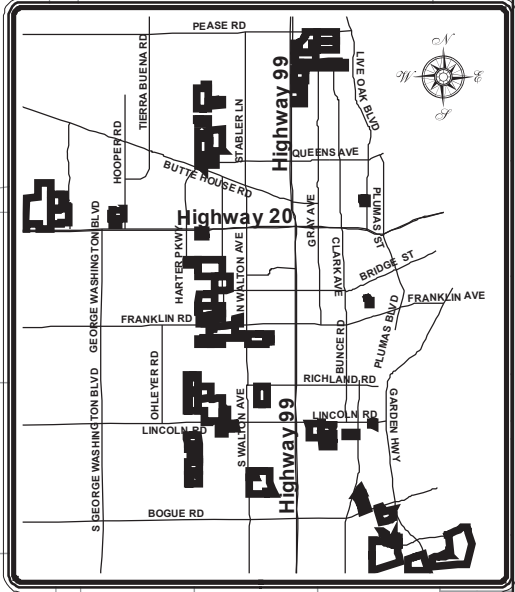 PEASE RD
N
W
E
S
TIERRA BUENA RD
LIVE OAK BLVD
Highway 99
STABLER LN
HOOPER RD
QUEENS AVE
BUTTE HOUSE RD
Highway 20
GRAY AVE
PLUMAS ST
GEORGE WASHINGTON BLVD
HARTER PKWY
N WALTON AVE
CLARK AVE
BRIDGE ST
FRANKLIN AVE
FRANKLIN RD
PLUMAS BLVD
BUNCE RD
OHLEYER RD
RICHLAND RD
S GEORGE WASHINGTON BLVD
S WALTON AVE
Highway 99
LINCOLN RD
LINCOLN RD
GARDEN HWY
BOGUE RD